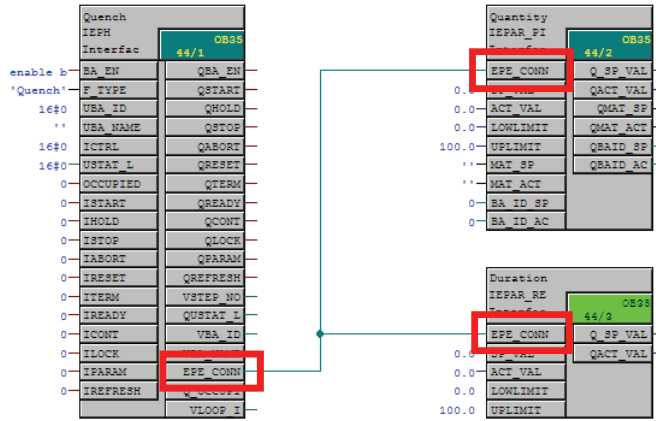 Quench
IEPH
Interfac
OB35
44/1
enable b
BA_EN
QBA_EN
'Quench'
F_TYPE
QSTART
16#0
UBA_ID
QHOLD
''
UBA_NAME
QSTOP
16#0
ICTRL
QABORT
16#0
USTAT_L
QRESET
0
OCCUPIED
QTERM
0
ISTART
QREADY
0
IHOLD
QCONT
0
ISTOP
QLOCK
0
IABORT
QPARAM
0
IRESET
QREFRESH
0
ITERM
VSTEP_NO
0
IREADY
QUSTAT_L
0
ICONT
VBA_ID
0
ILOCK
0
IPARAM
EPE_CONN
0
IREFRESH
Q_OCCUPI
VLOOP_I
Quantity
IEPAR_PI
OB35
44/2
EPE_CONN
Q_SP_VAL
0.0
QACT_VAL
0.0
ACT_VAL
QMAT_SP
0.0
LOWLIMIT
QMAT_ACT
100.0
UPLIMIT
QBAID_SP
''
MAT_SP
QBAID_AC
''
MAT_ACT
0
BA_ID_SP
0
BA_ID_AC
Duration
IEPAR_RE
OB35
44/3
EPE_CONN
Q_SP_VAL
0.0
SP_VAL
QACT_VAL
0.0
ACT_VAL
0.0
LOWLIMIT
100.0
UPLIMIT